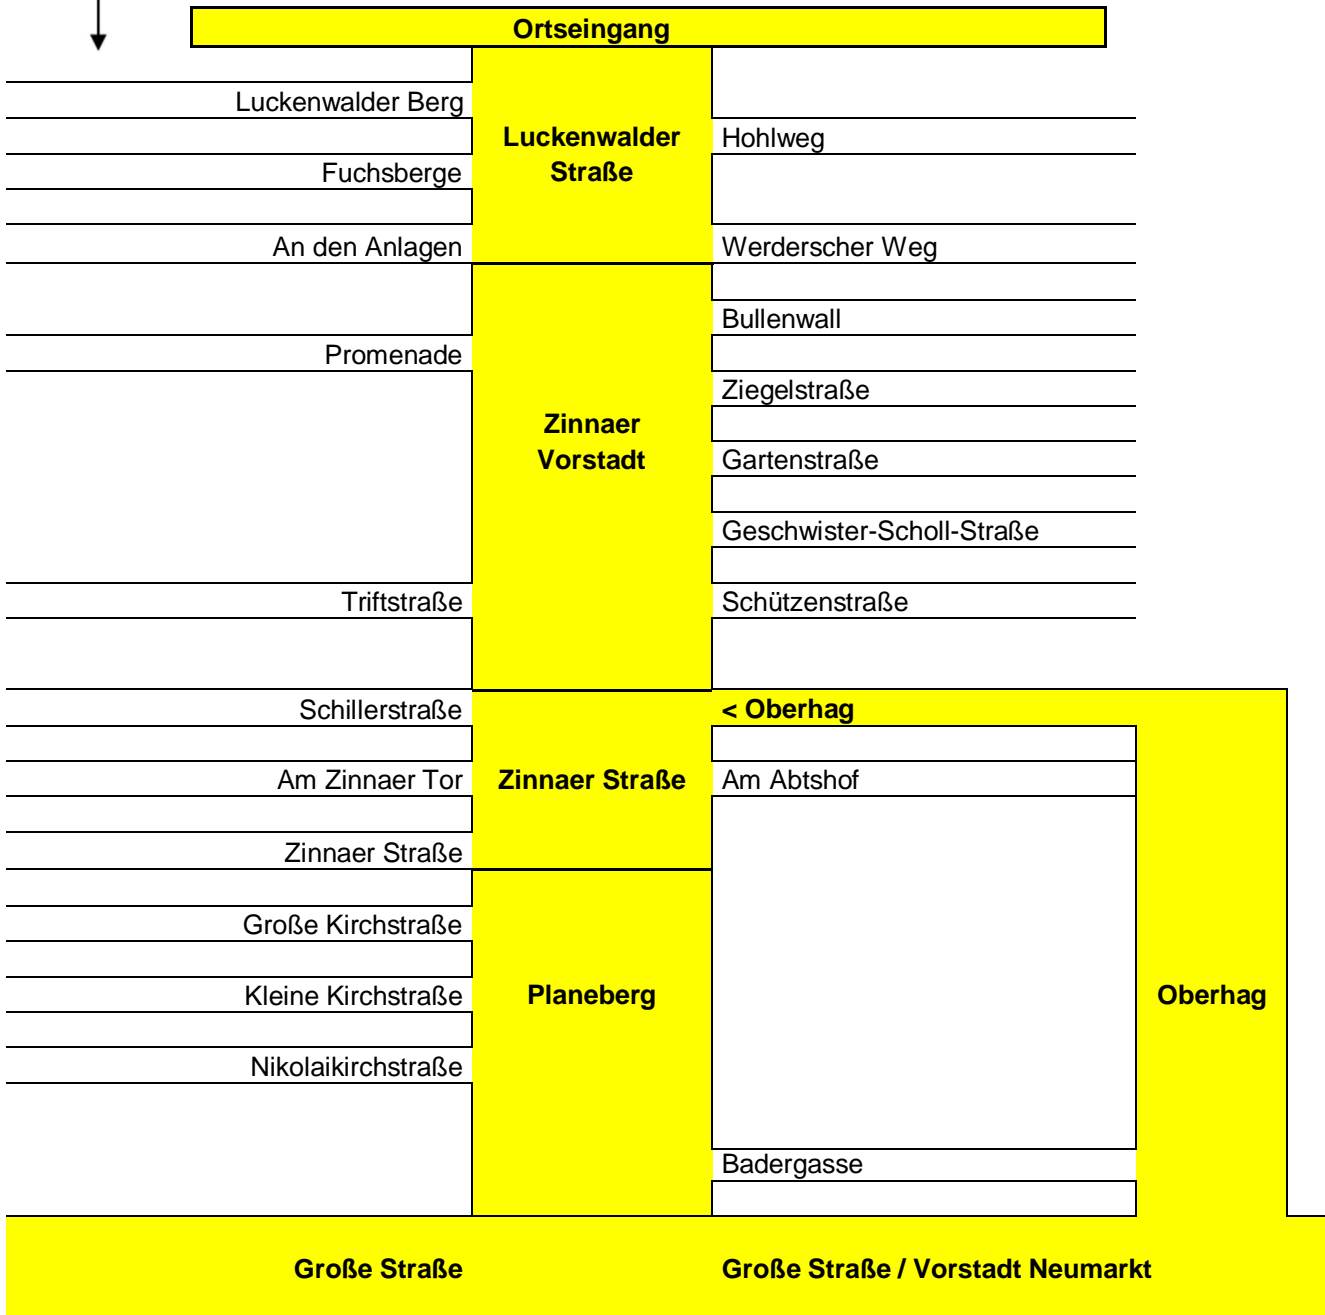 Ortseingang
Luckenwalder Berg
Luckenwalder
Straße
Hohlweg
Fuchsberge
An den Anlagen
Werderscher Weg
Bullenwall
Promenade
Ziegelstraße
Zinnaer
Vorstadt
Gartenstraße
Geschwister-Scholl-Straße
Triftstraße
Schützenstraße
Schillerstraße
< Oberhag
Am Zinnaer Tor
Zinnaer Straße
Am Abtshof
Zinnaer Straße
Große Kirchstraße
Kleine Kirchstraße
Planeberg
Oberhag
Nikolaikirchstraße
Badergasse
Große Straße
Große Straße / Vorstadt Neumarkt